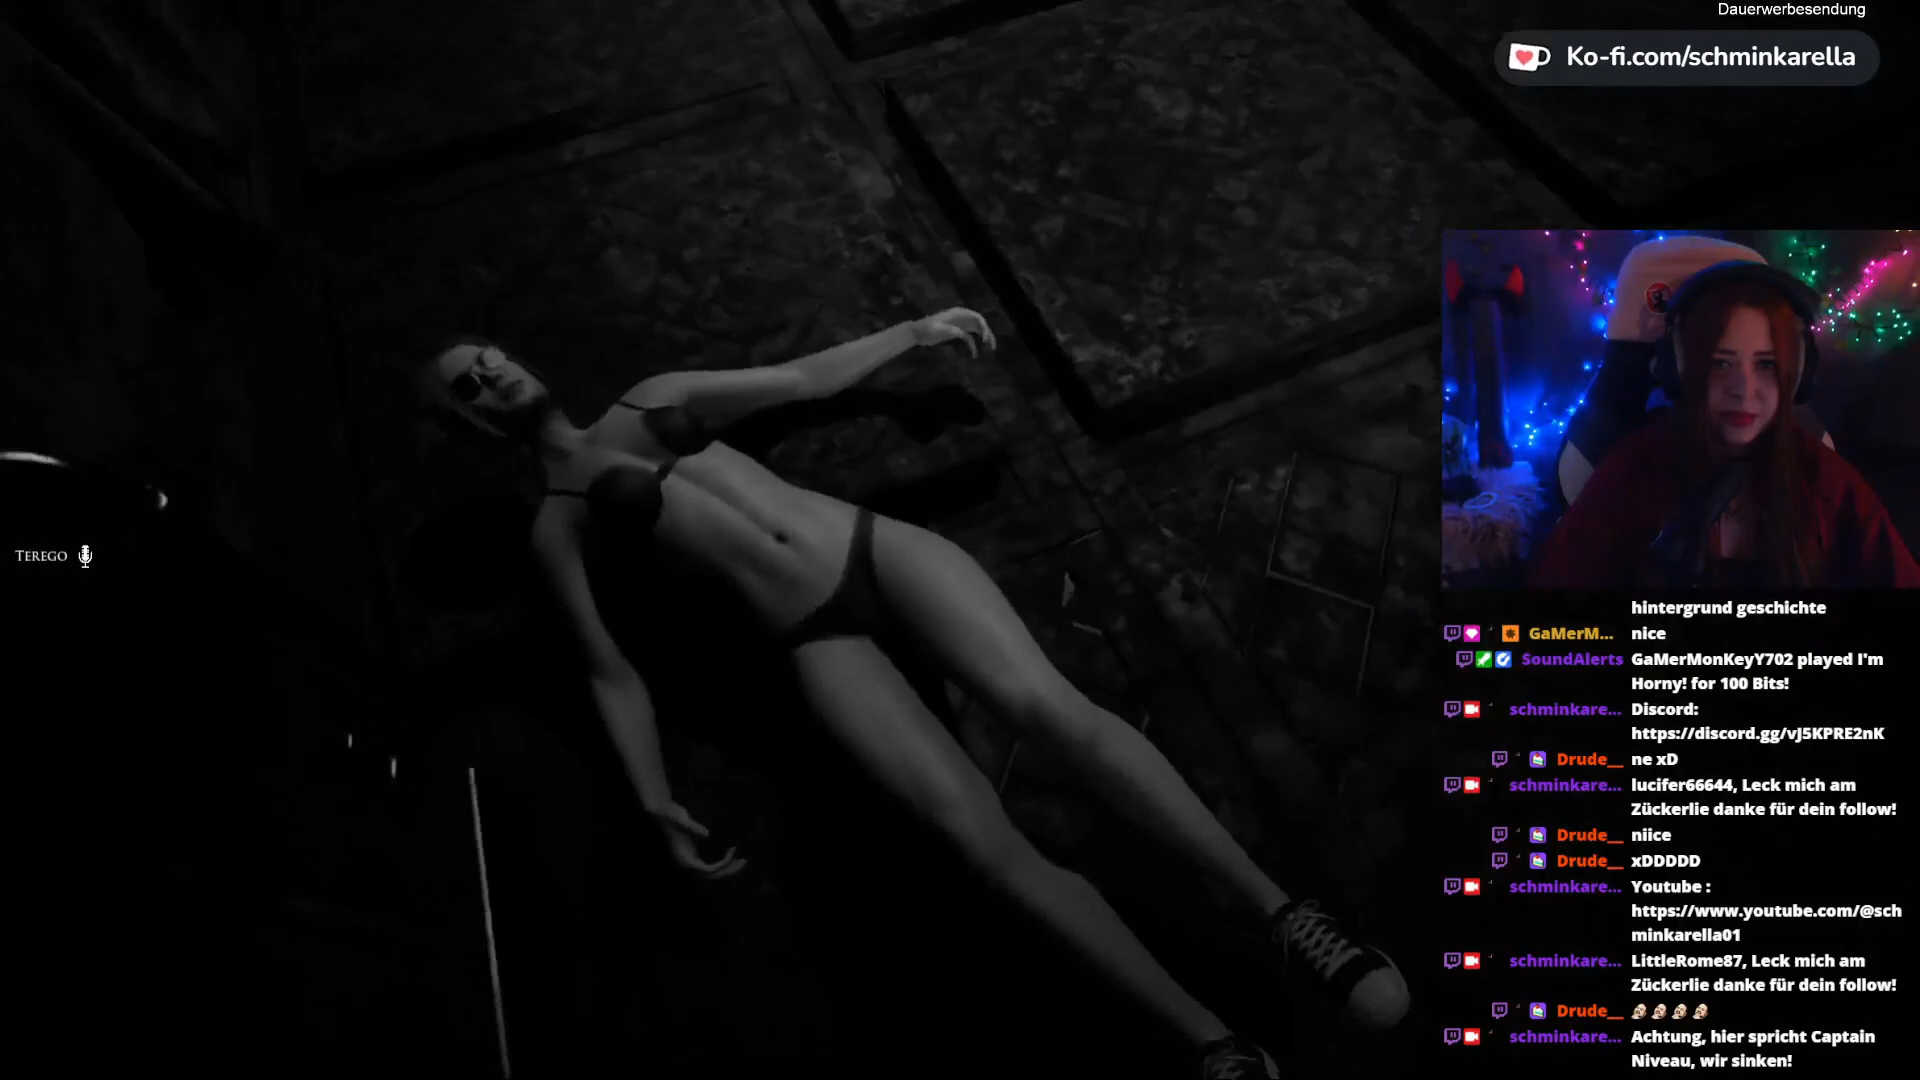 Dauerwerbesendung
Ko-fi.com/schminkarella
TEREGO
hintergrund geschichte
GaMerM... nice
SoundAlerts GaMerMonKeyY702 played I'm
Horny! for 100 Bits!
schminkare... Discord:
https://discord.gg/vJ5KPRE2nK
Drude__ ne xD
schminkare... lucifer66644, Leck mich am
Zückerlie danke für dein follow!
Drude__ niice
Drude__ xDDDDD
schminkare... Youtube :
https://www.youtube.com/@sch
minkarella01
schminkare... LittleRome87, Leck mich am
Zückerlie danke für dein follow!
Drude__
schminkare... Achtung, hier spricht Captain
Niveau, wir sinken!